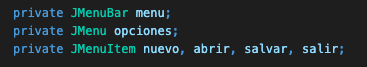 private JMenuBar menu;
private JMenu opciones;
private JMenuItem nuevo, abrir, salvar, salir;